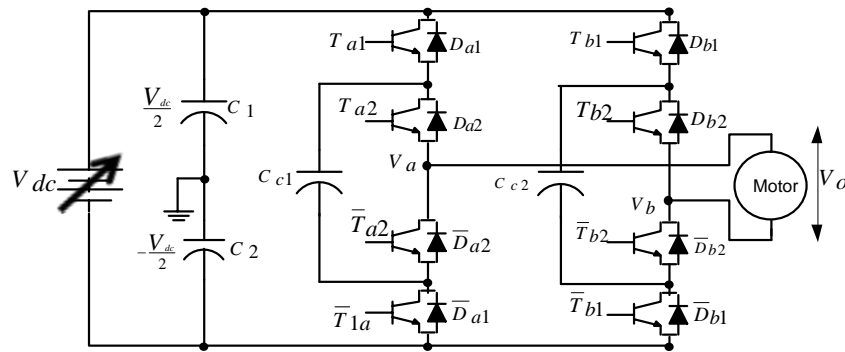 T a1
D a1
T b1
D b1
V dc
2
C 1
T a2
D a2
T b2
D b2
V dc
C c1
V a
C c2
Motor
V o
V b
-V dc
2
C 2
T̅ a2
D̅ a2
T̅ b2
D̅ b2
T̅ 1a
D̅ a1
T̅ b1
D̅ b1